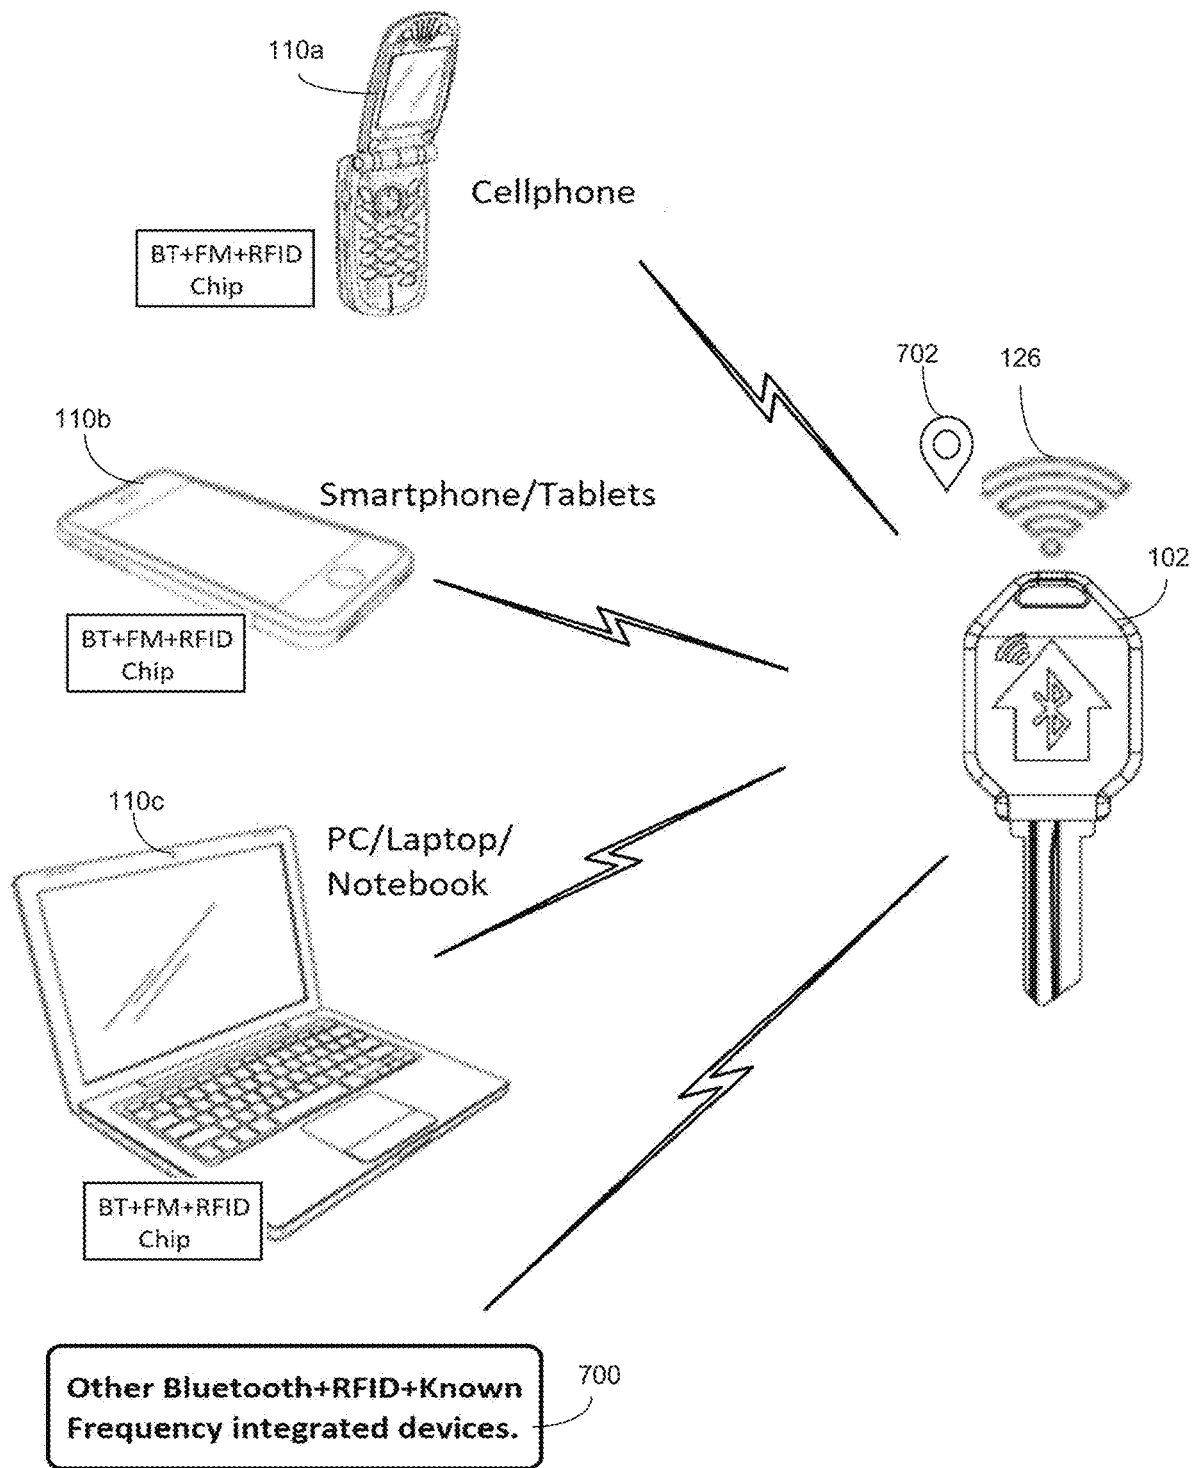 110a
Cellphone
BT+FM+RFID
Chip
702
126
110b
Smartphone/Tablets
102
BT+FM+RFID
Chip
110c
PC/Laptop/
Notebook
BT+FM+RFID
Chip
Other Bluetooth+RFID+Known
Frequency integrated devices.
700